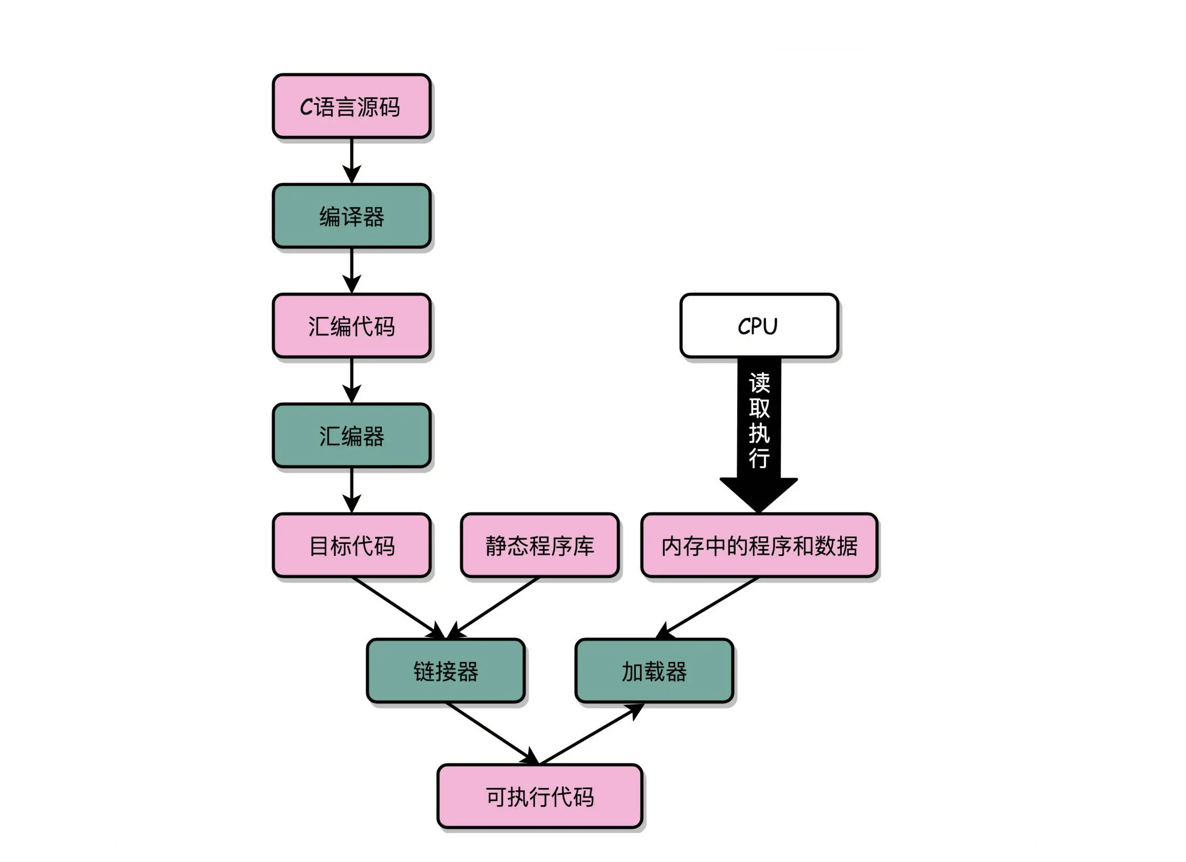 C语言源码
编译器
汇编代码
CPU
读取执行
汇编器
目标代码
静态程序库
内存中的程序和数据
链接器
加载器
可执行代码